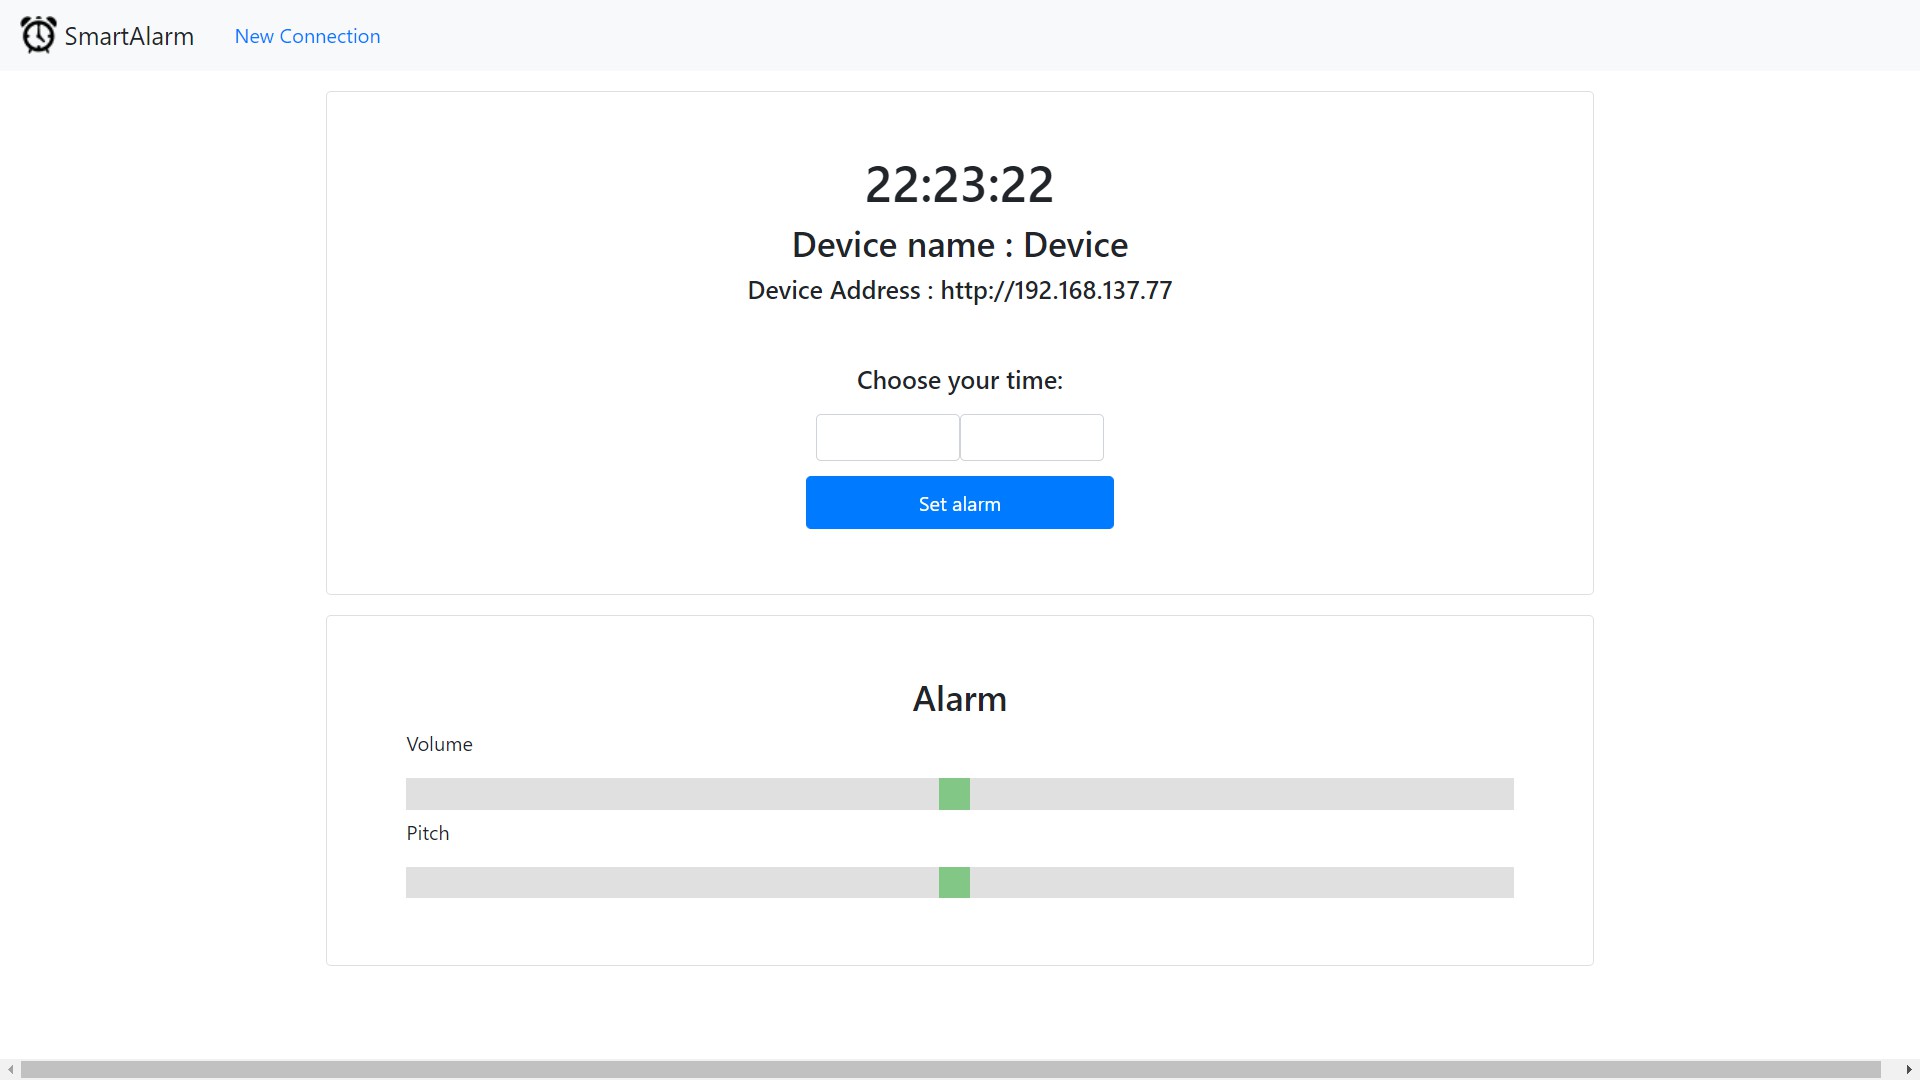 SmartAlarm New Connection
22:23:22
Device name : Device
Device Address : http://192.168.137.77
Choose your time:
Set alarm
Alarm
Volume
Pitch